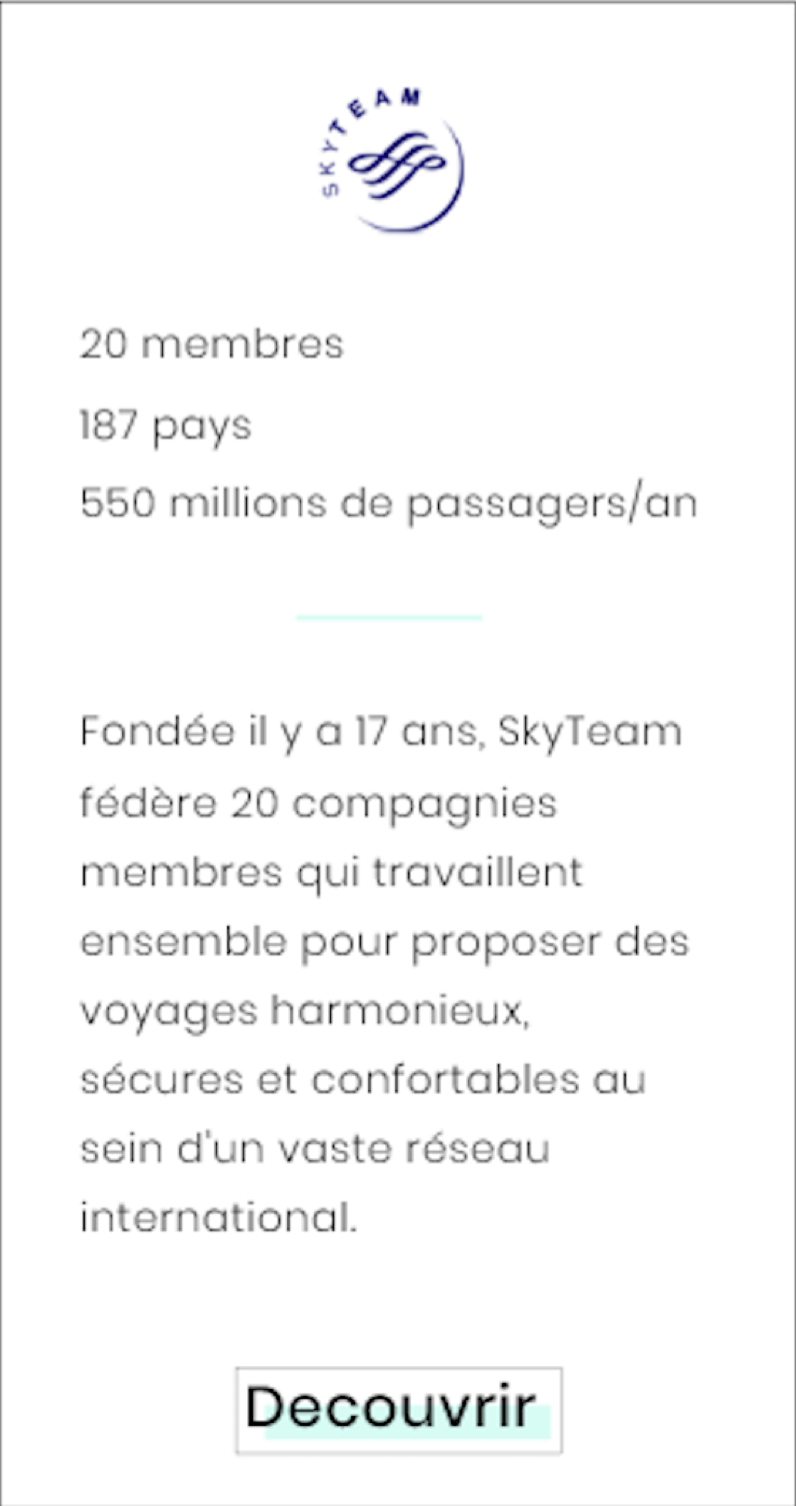 SKYTEAM
20 membres
187 pays
550 millions de passagers/an
Fondée il y a 17 ans, SkyTeam
fédère 20 compagnies
membres qui travaillent
ensemble pour proposer des
voyages harmonieux,
sécures et confortables au
sein d'un vaste réseau
international.
Decouvrir